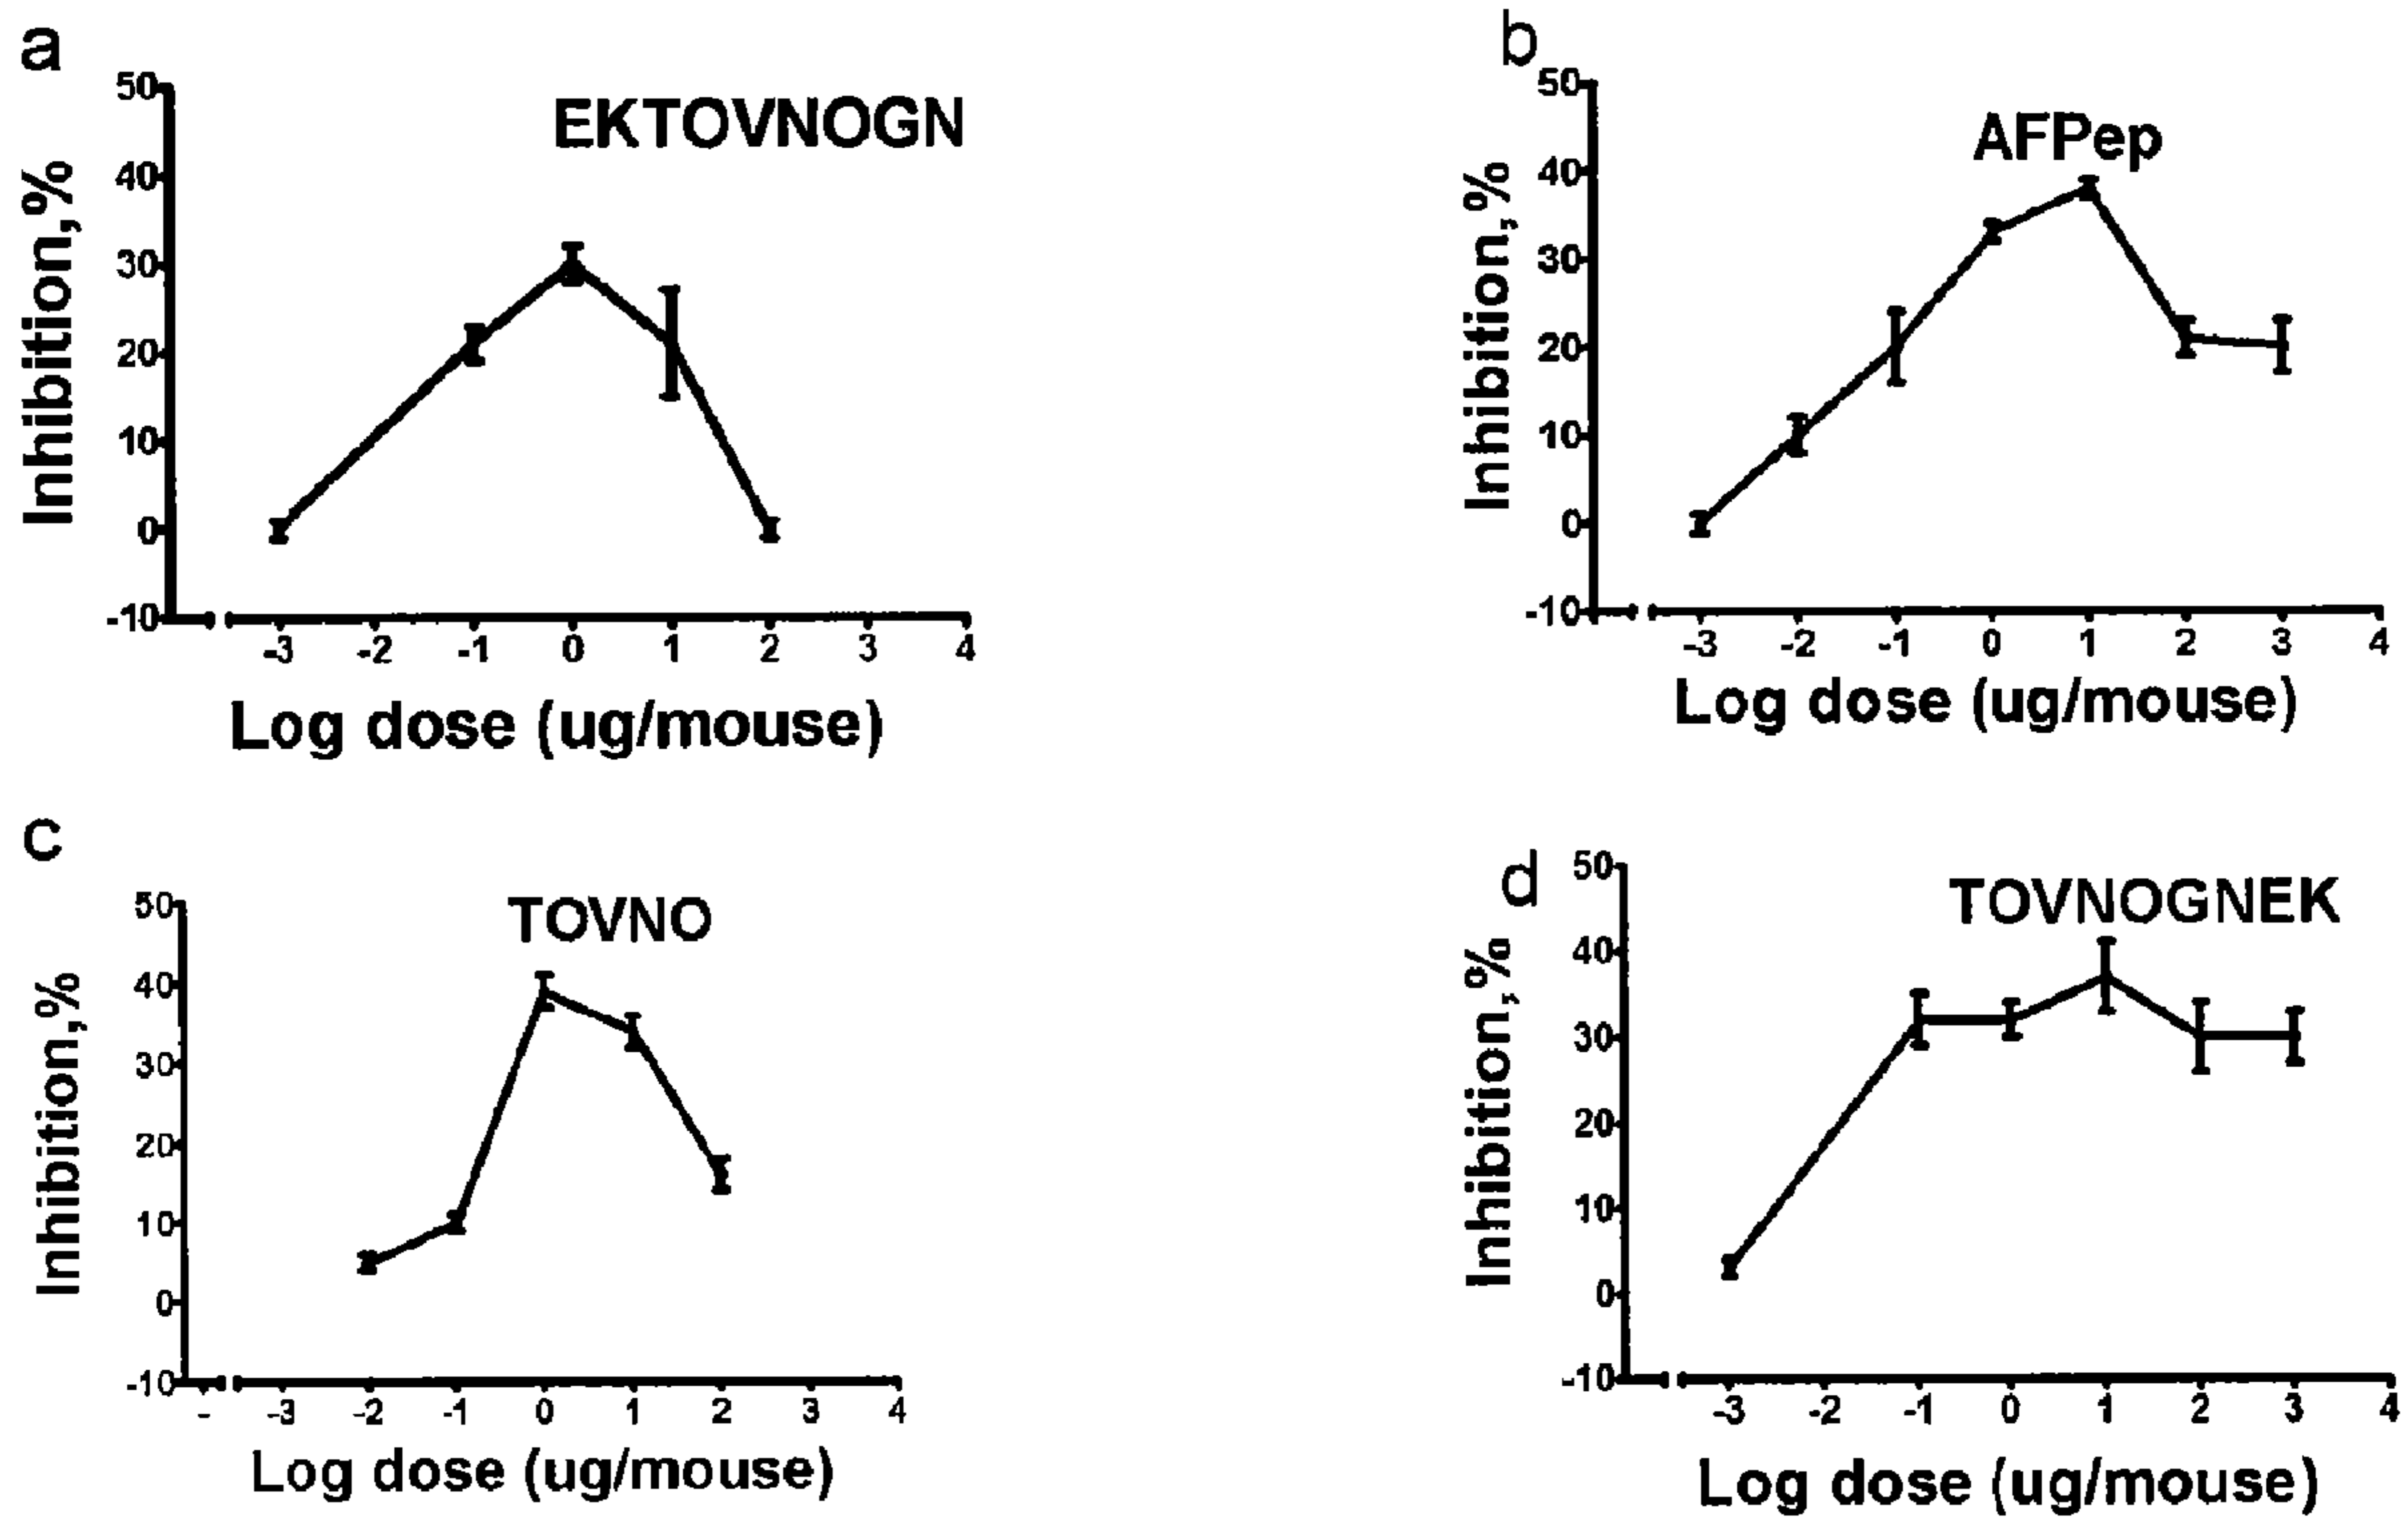 a
EKTOVNOGN
Inhibition,%
50
40
30
20
10
0
-10
-3 -2 -1 0 1 2 3 4
Log dose (ug/mouse)
b
AFPep
Inhibition,%
50
40
30
20
10
0
-10
-3 -2 -1 0 1 2 3 4
Log dose (ug/mouse)
c
TOVNO
Inhibition,%
50
40
30
20
10
0
-10
- -3 -2 -1 0 1 2 3 4
Log dose (ug/mouse)
d
TOVNOGNEK
Inhibition,%
50
40
30
20
10
0
-10
-3 -2 -1 0 1 2 3 4
Log dose (ug/mouse)